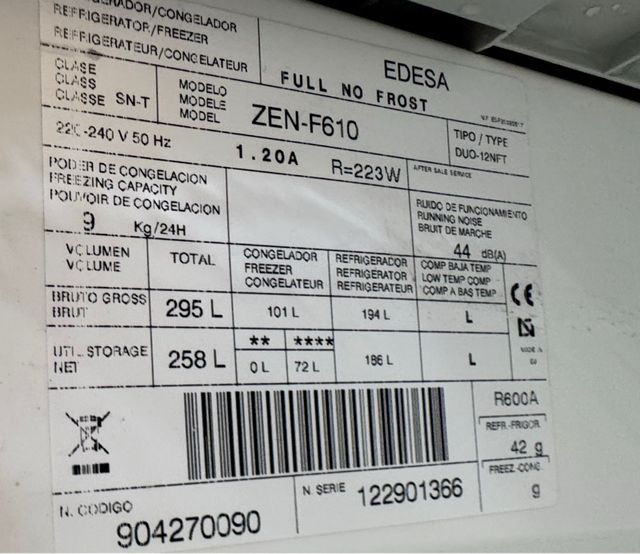 REFRIGERADOR/CONGELADOR
REFRIGERATOR/FREEZER
REFRIGERATEUR/CONGELATEUR
EDESA
FULL NO FROST
CLASE
CLASS
CLASSE SN-T
MODELO
MODELE
MODEL
ZEN-F610
TIPO / TYPE
DUO-12NFT
220-240 V 50 Hz
1.20A
R=223W
AFTER SALE SERVICE
PODER DE CONGELACION
FREEZING CAPACITY
POUVOIR DE CONGELACION
9 Kg/24H
RUIDO DE FUNCIONAMIENTO
RUNNING NOISE
BRUIT DE MARCHE
44 dB(A)
VOLUMEN
VOLUME
TOTAL
CONGELADOR
FREEZER
CONGELATEUR
REFRIGERADOR
REFRIGERATOR
REFRIGERATEUR
COMP BAJA TEMP
LOW TEMP COMP
COMP A BAS TEMP
CE
BRUTO GROSS
BRUT
295 L
101 L
194 L
L
UTIL STORAGE
NET
258 L
**
0 L
****
72 L
186 L
L
R600A
REFR.-FRIGOR.
42 g
FREEZ-CONG.
g
N. CODIGO
904270090
N SERIE
122901366